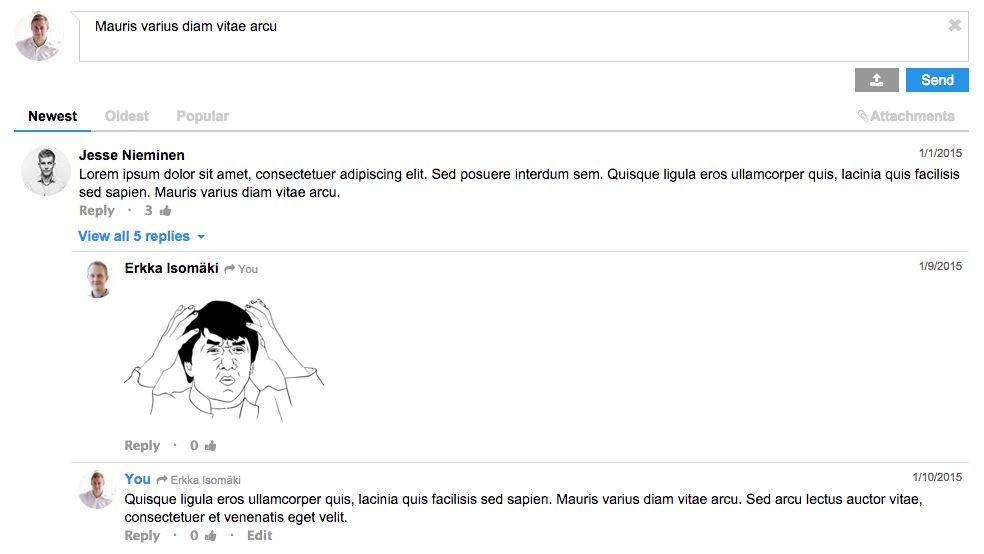 Mauris varius diam vitae arcu
Send
Newest Oldest Popular Attachments
Jesse Nieminen 1/1/2015
Lorem ipsum dolor sit amet, consectetuer adipiscing elit. Sed posuere interdum sem. Quisque ligula eros ullamcorper quis, lacinia quis facilisis
sed sapien. Mauris varius diam vitae arcu.
Reply · 3
View all 5 replies
Erkka Isomäki You 1/9/2015
Reply · 0
You Erkka Isomäki 1/10/2015
Quisque ligula eros ullamcorper quis, lacinia quis facilisis sed sapien. Mauris varius diam vitae arcu. Sed arcu lectus auctor vitae,
consectetuer et venenatis eget velit.
Reply · 0 · Edit